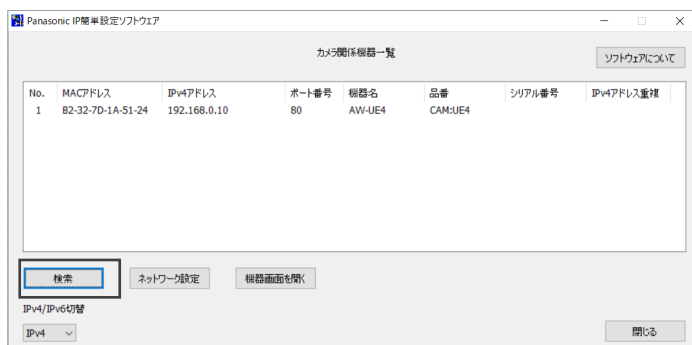 Panasonic IP簡単設定ソフトウェア
カメラ関係機器一覧
ソフトウェアについて
No. MACアドレス IPv4アドレス ポート番号 機器名 品番 シリアル番号 IPv4アドレス重複
1 B2-32-7D-1A-51-24 192.168.0.10 80 AW-UE4 CAM:UE4
検索 ネットワーク設定 機器画面を開く
IPv4/IPv6切替
IPv4 閉じる